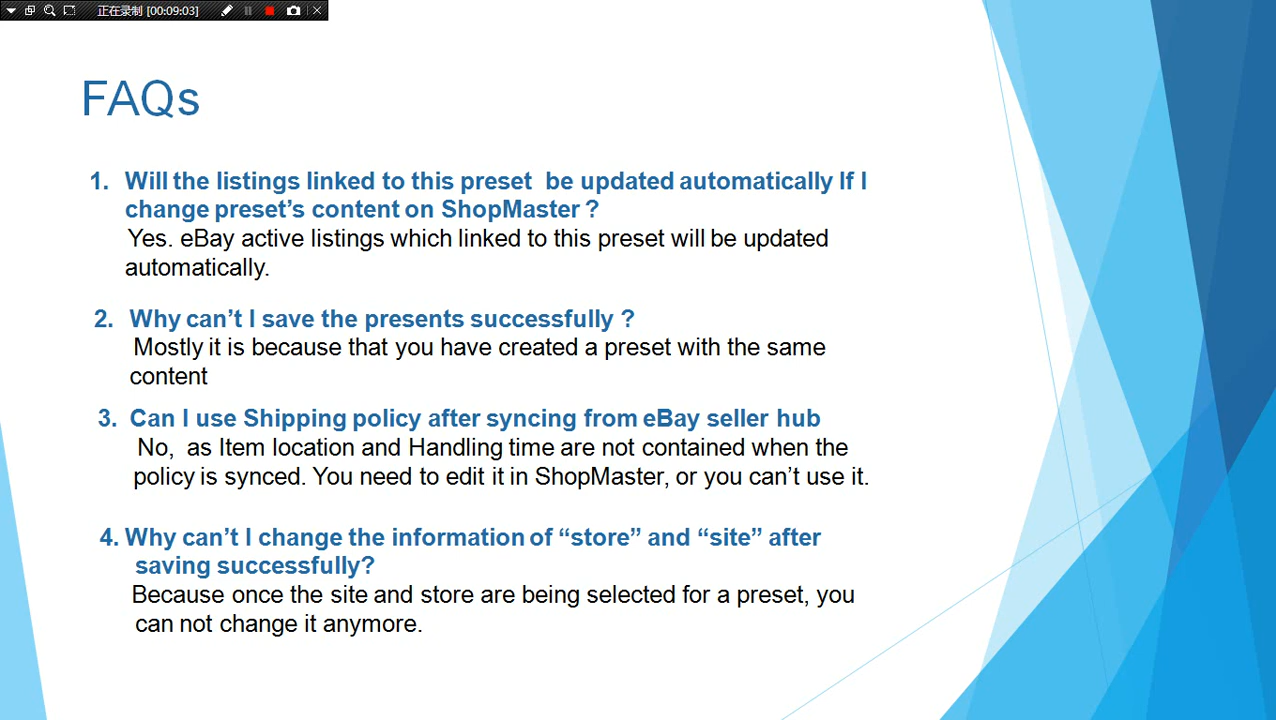 正在录制 [00:09:03]
FAQs
1. Will the listings linked to this preset be updated automatically If I
change preset's content on ShopMaster ?
Yes. eBay active listings which linked to this preset will be updated
automatically.
2. Why can't I save the presents successfully ?
Mostly it is because that you have created a preset with the same
content
3. Can I use Shipping policy after syncing from eBay seller hub
No, as Item location and Handling time are not contained when the
policy is synced. You need to edit it in ShopMaster, or you can't use it.
4. Why can't I change the information of “store” and “site” after
saving successfully?
Because once the site and store are being selected for a preset, you
can not change it anymore.